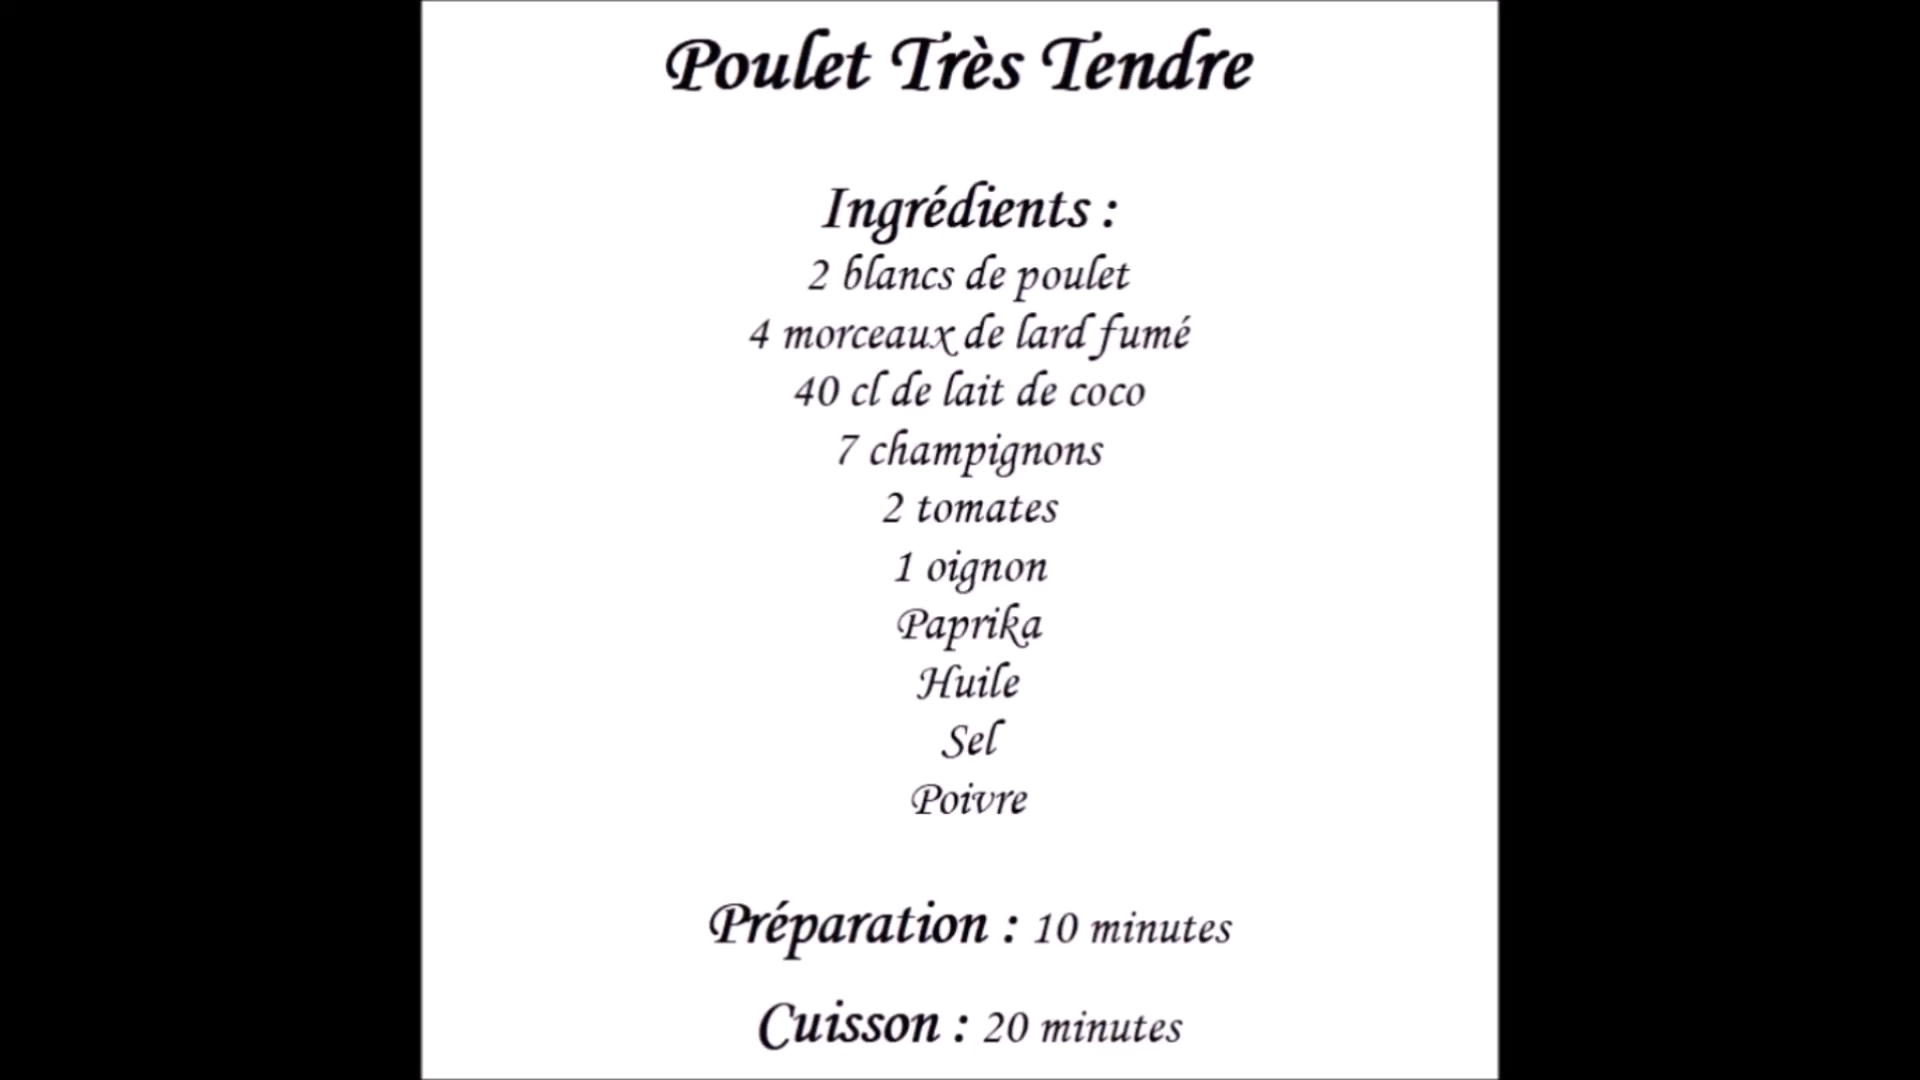 Poulet Très Tendre
Ingrédients :
2 blancs de poulet
4 morceaux de lard fumé
40 cl de lait de coco
7 champignons
2 tomates
1 oignon
Paprika
Huile
Sel
Poivre
Préparation : 10 minutes
Cuisson : 20 minutes